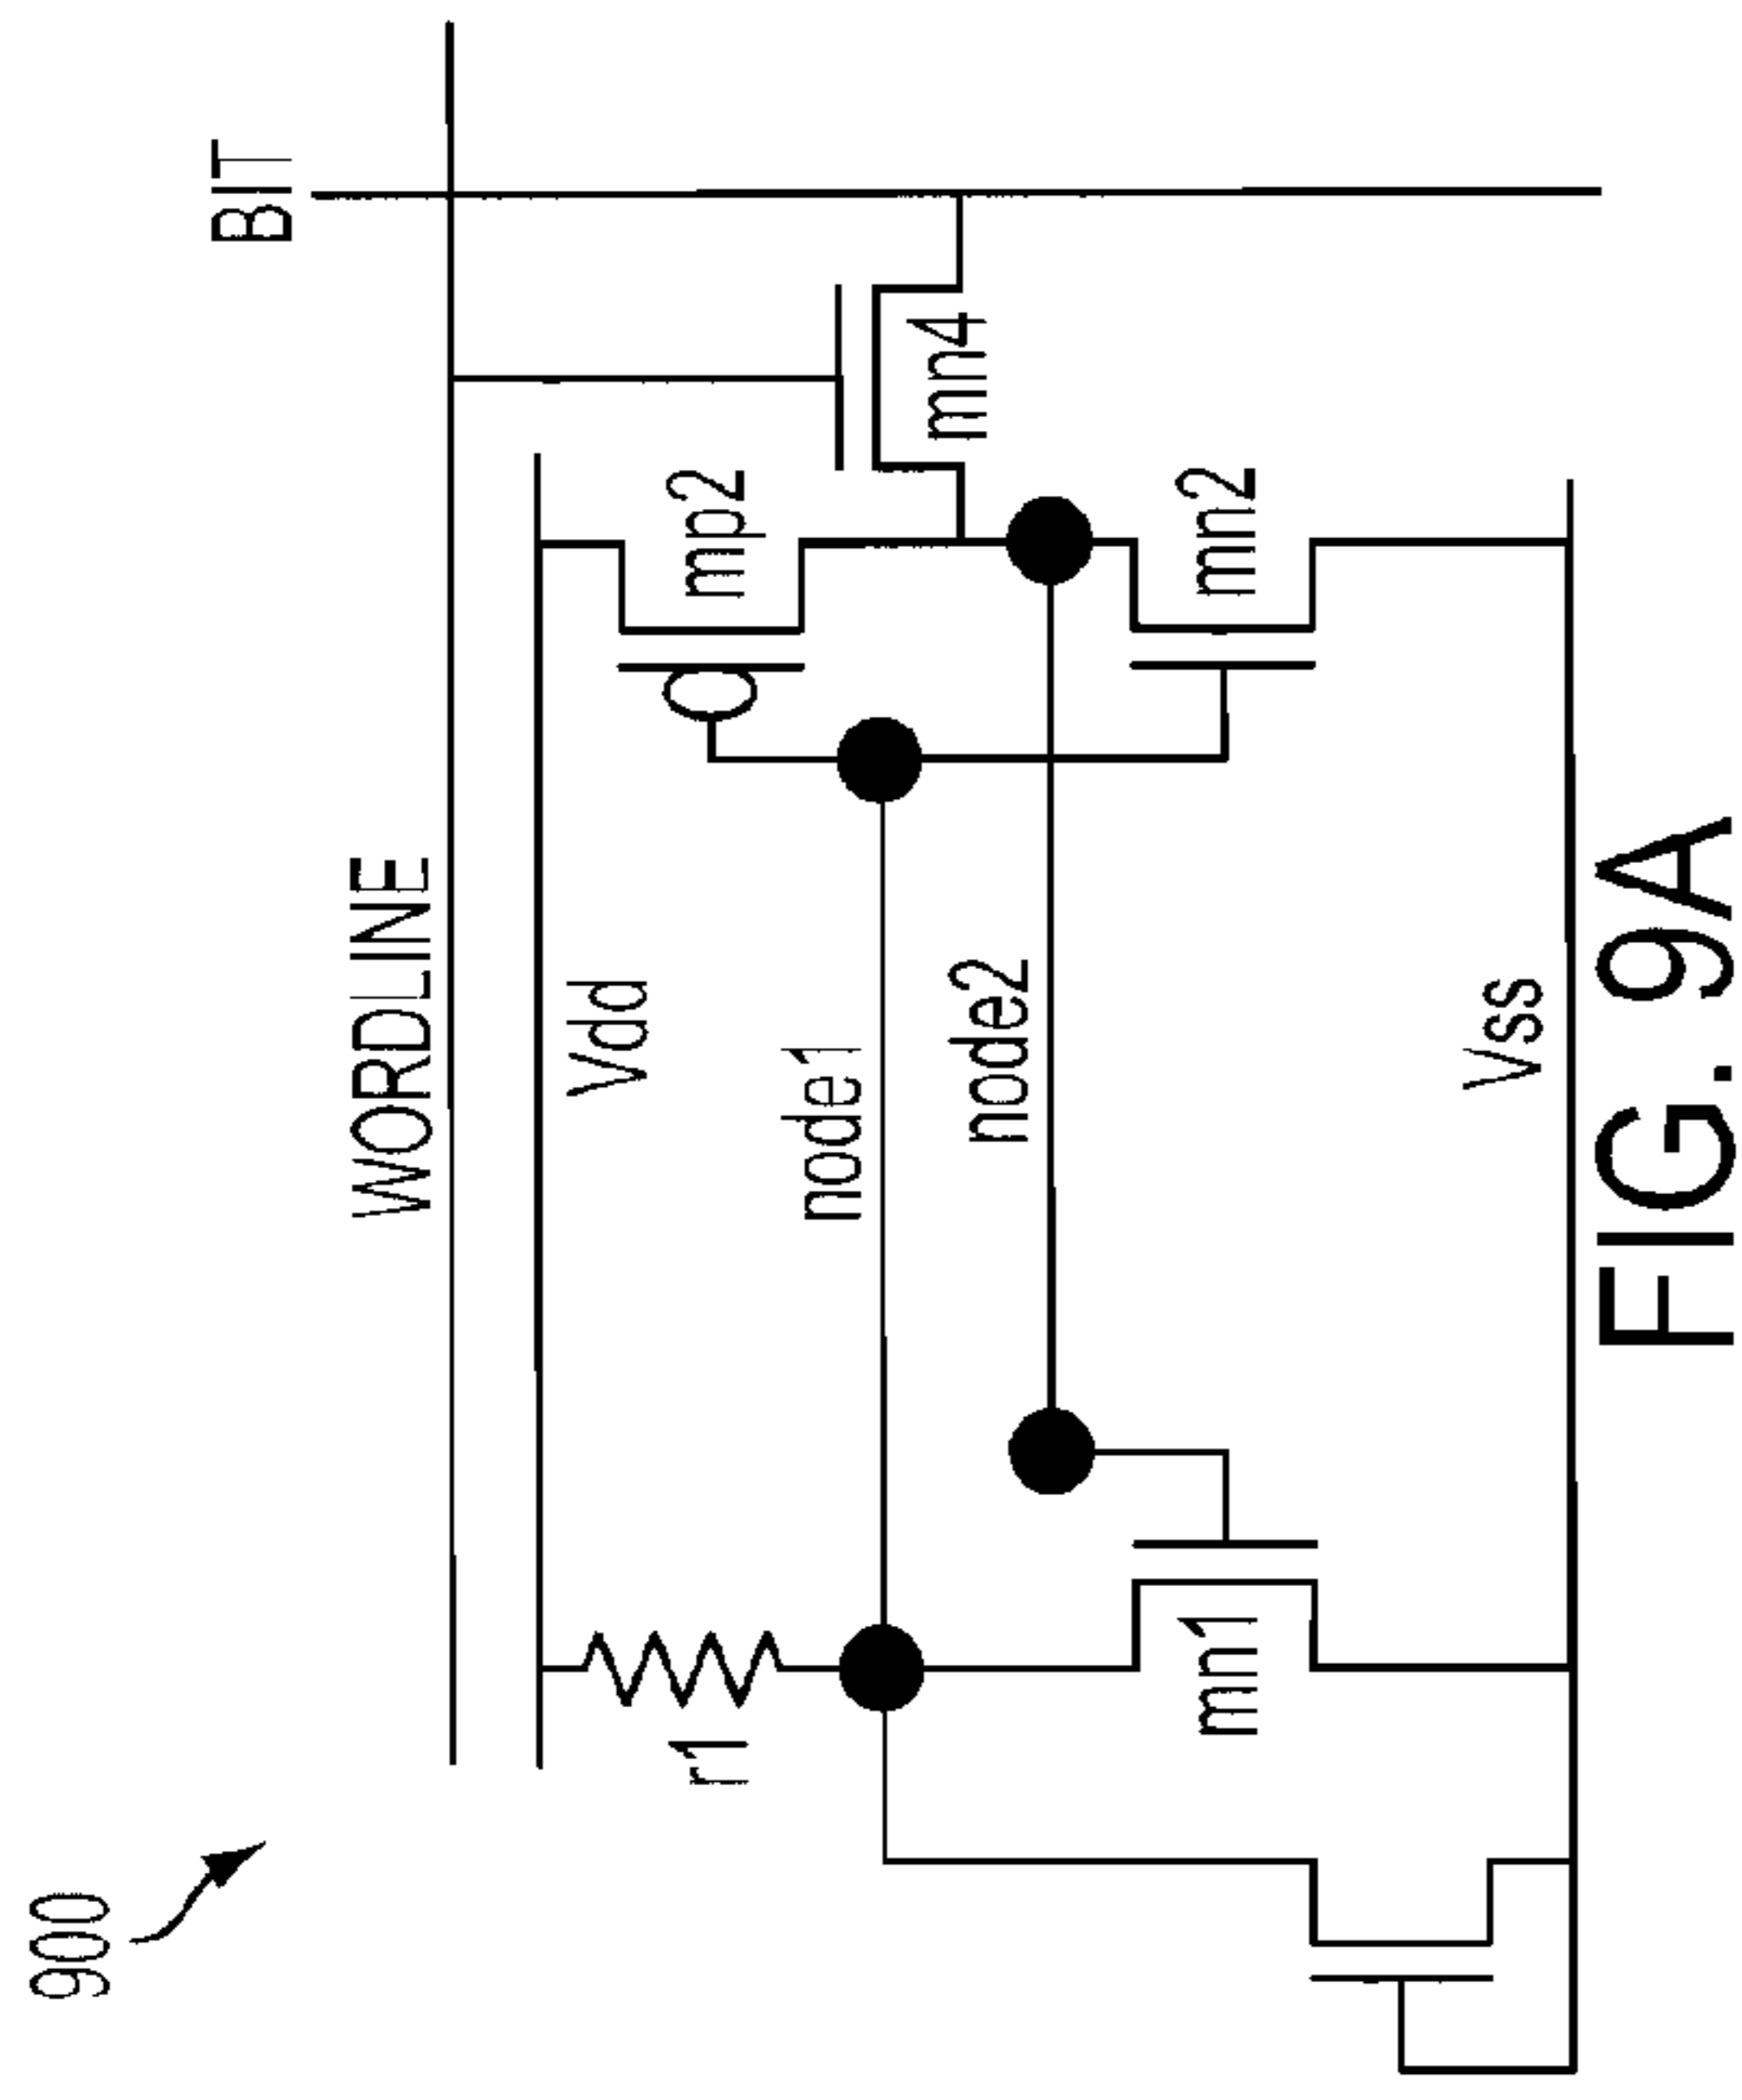 900
WORDLINE
BIT
Vdd
r1
mp2
node1
node2
mn4
mn1
mn2
Vss
FIG. 9A